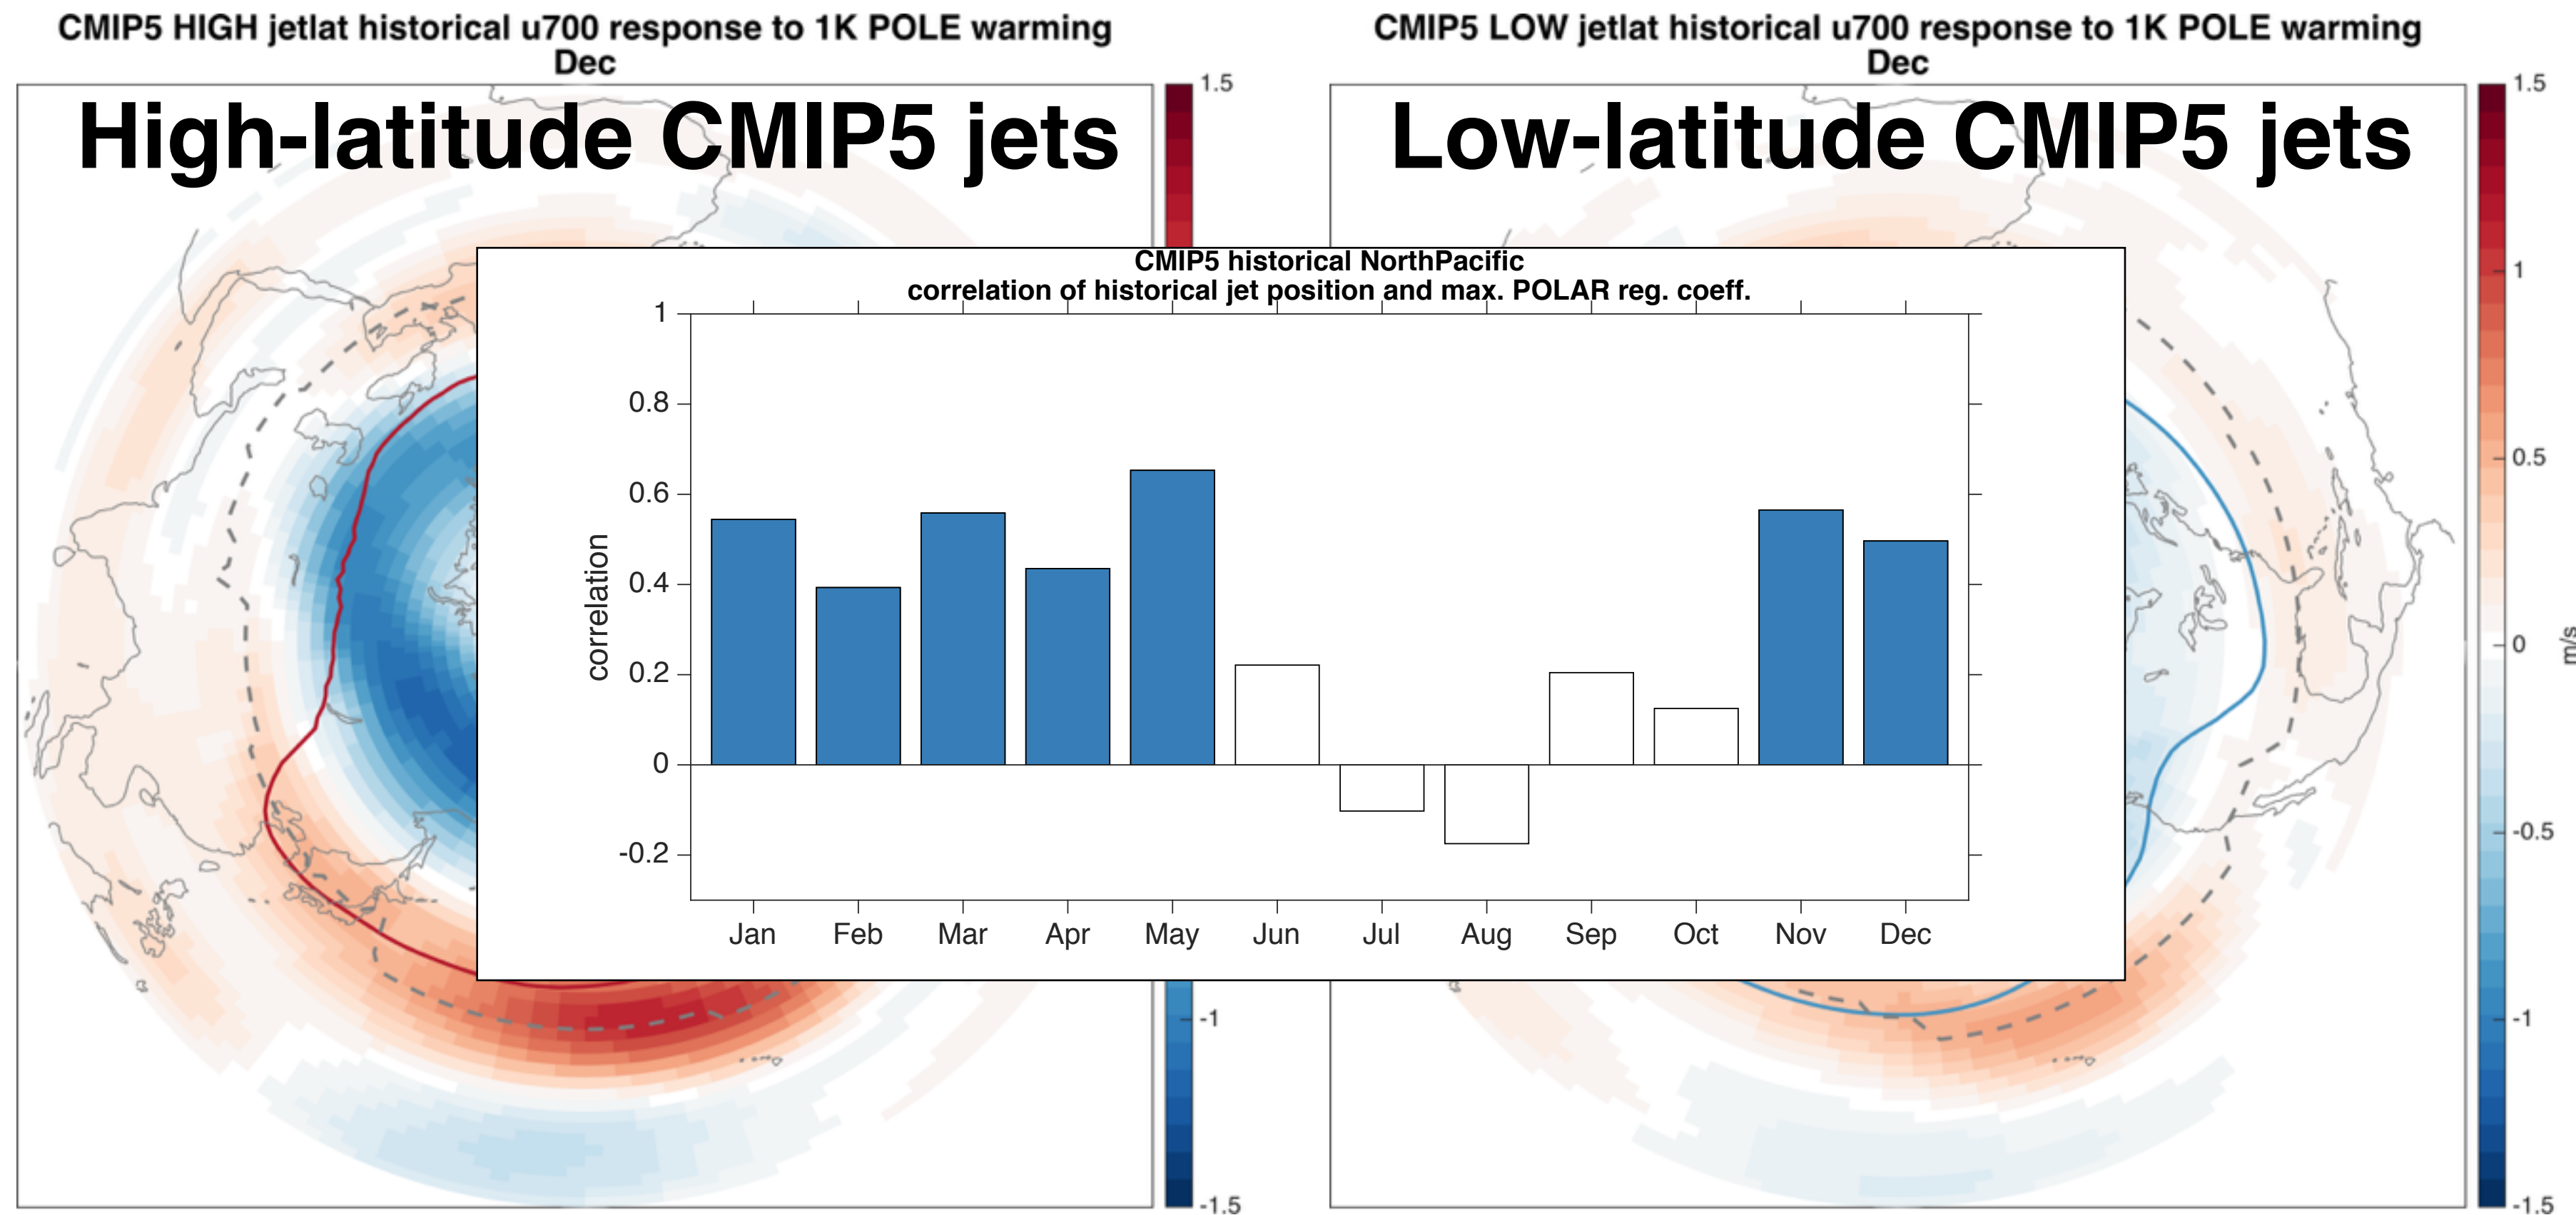 CMIP5 HIGH jetlat historical u700 response to 1K POLE warming
Dec
High-latitude CMIP5 jets
1.5
-1
-1.5
CMIP5 LOW jetlat historical u700 response to 1K POLE warming
Dec
Low-latitude CMIP5 jets
1.5
1
0.5
0
-0.5
-1
-1.5
m/s
CMIP5 historical NorthPacific
correlation of historical jet position and max. POLAR reg. coeff.
correlation
1
0.8
0.6
0.4
0.2
0
-0.2
Jan Feb Mar Apr May Jun Jul Aug Sep Oct Nov Dec